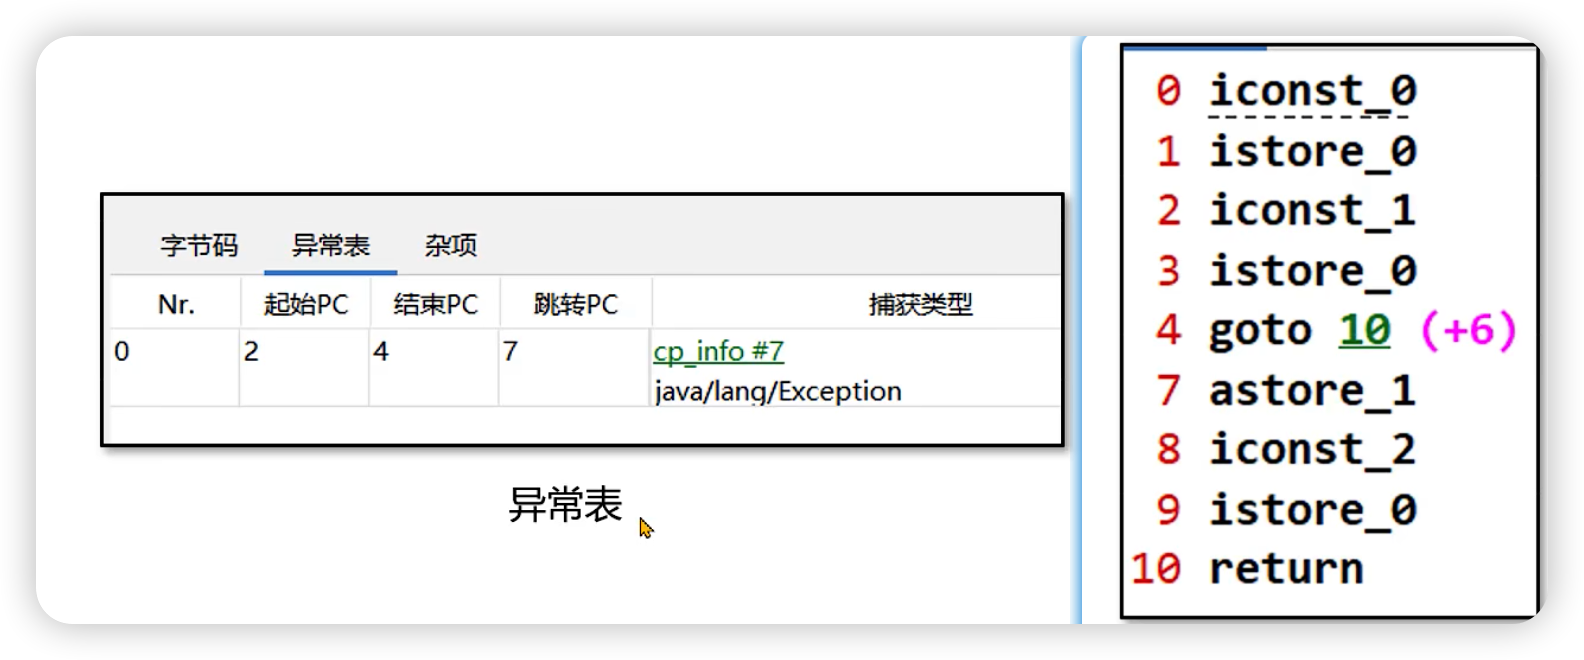 字节码 异常表 杂项
Nr. 起始PC 结束PC 跳转PC 捕获类型
0 2 4 7 cp_info #7
java/lang/Exception
异常表
0 iconst_0
1 istore_0
2 iconst_1
3 istore_0
4 goto 10 (+6)
7 astore_1
8 iconst_2
9 istore_0
10 return